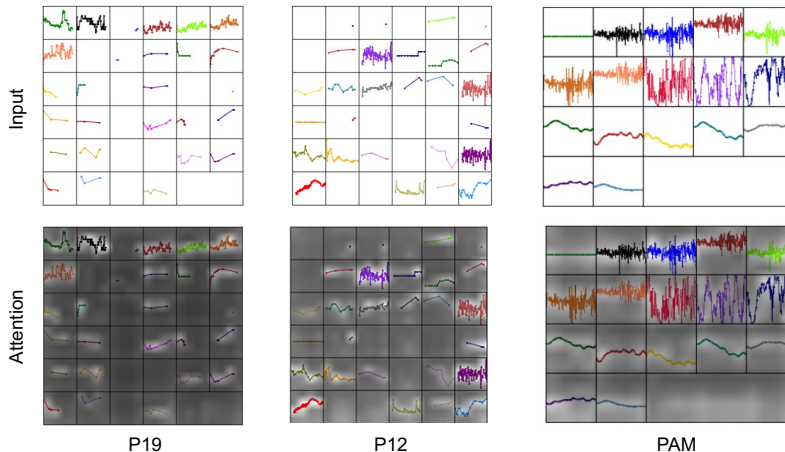 Input
Attention
P19
P12
PAM